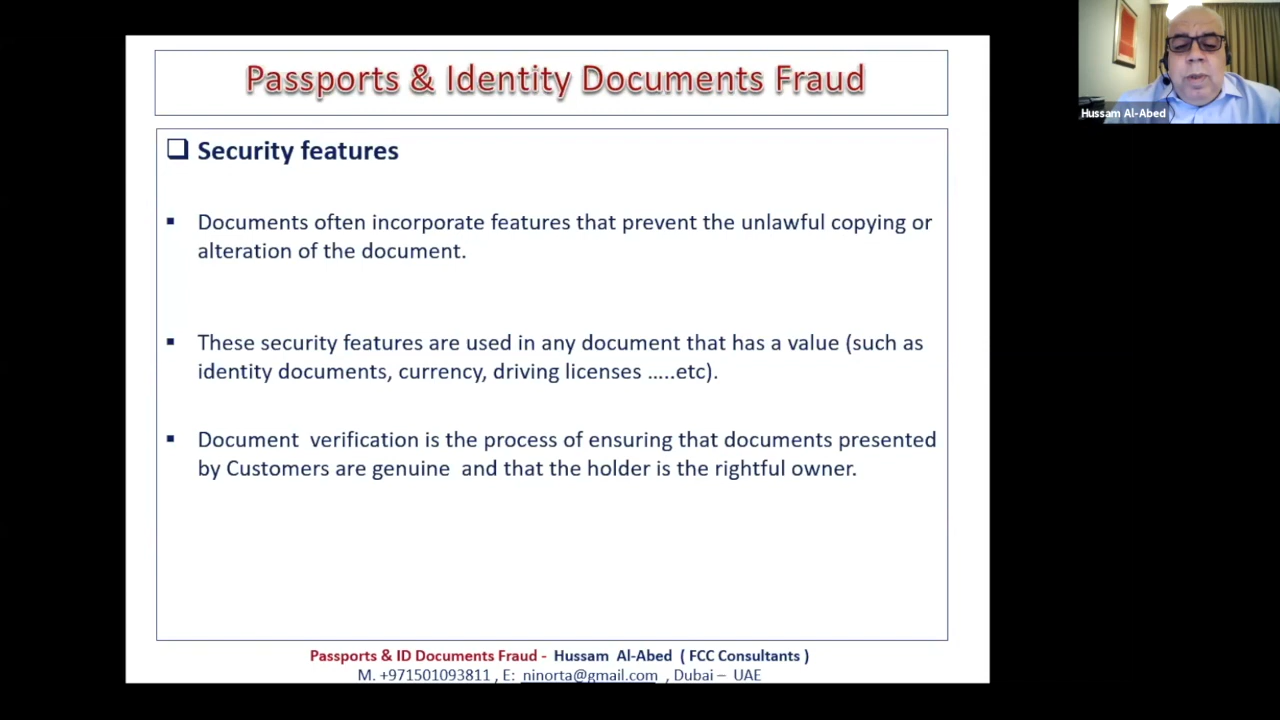 Passports & Identity Documents Fraud
Hussam Al-Abed
❑ Security features
▪ Documents often incorporate features that prevent the unlawful copying or
alteration of the document.
▪ These security features are used in any document that has a value (such as
identity documents, currency, driving licenses .....etc).
▪ Document  verification is the process of ensuring that documents presented
by Customers are genuine  and that the holder is the rightful owner.
Passports & ID Documents Fraud - Hussam Al-Abed ( FCC Consultants )
M. +971501093811 , E: ninorta@gmail.com , Dubai – UAE